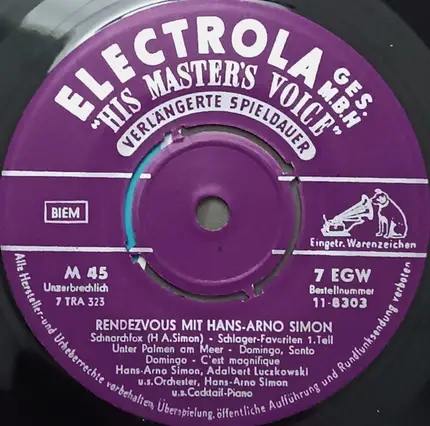 ELECTROLA GES. M.B.H
"HIS MASTER'S VOICE"
VERLÄNGERTE SPIELDAUER
BIEM
Eingetr. Warenzeichen
M 45
Unzerbrechlich
7 TRA 323
7 EGW
Bestellnummer
11-8303
RENDEZVOUS MIT HANS-ARNO SIMON
Schnarchfox (H A.Simon) - Schlager-Favoriten 1.Teil
Unter Palmen am Meer - Domingo, Santo
Domingo - C'est magnifique
Hans-Arno Simon, Adalbert Luczkowski
u.s.Orchester, Hans-Arno Simon
u.s.Cocktail-Piano
Alle Hersteller-und Urheberrechte vorbehalten, Überspielung, öffentliche Aufführung und Rundfunksendung verboten